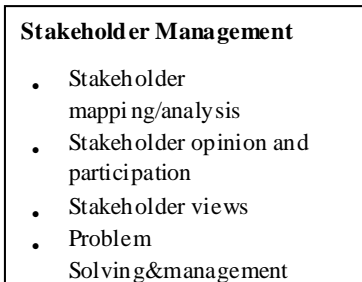 Stakeholder Management
• Stakeholder
mapping/analysis
• Stakeholder opinion and
participation
• Stakeholder views
• Problem
Solving&management